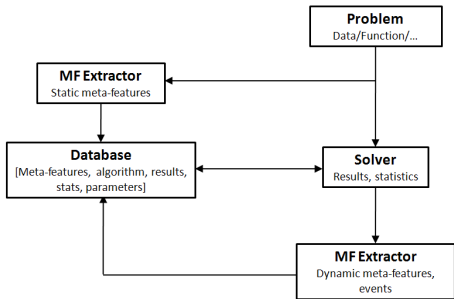 Problem
Data/Function/...
MF Extractor
Static meta-features
Database
[Meta-features, algorithm, results,
stats, parameters]
Solver
Results, statistics
MF Extractor
Dynamic meta-features,
events